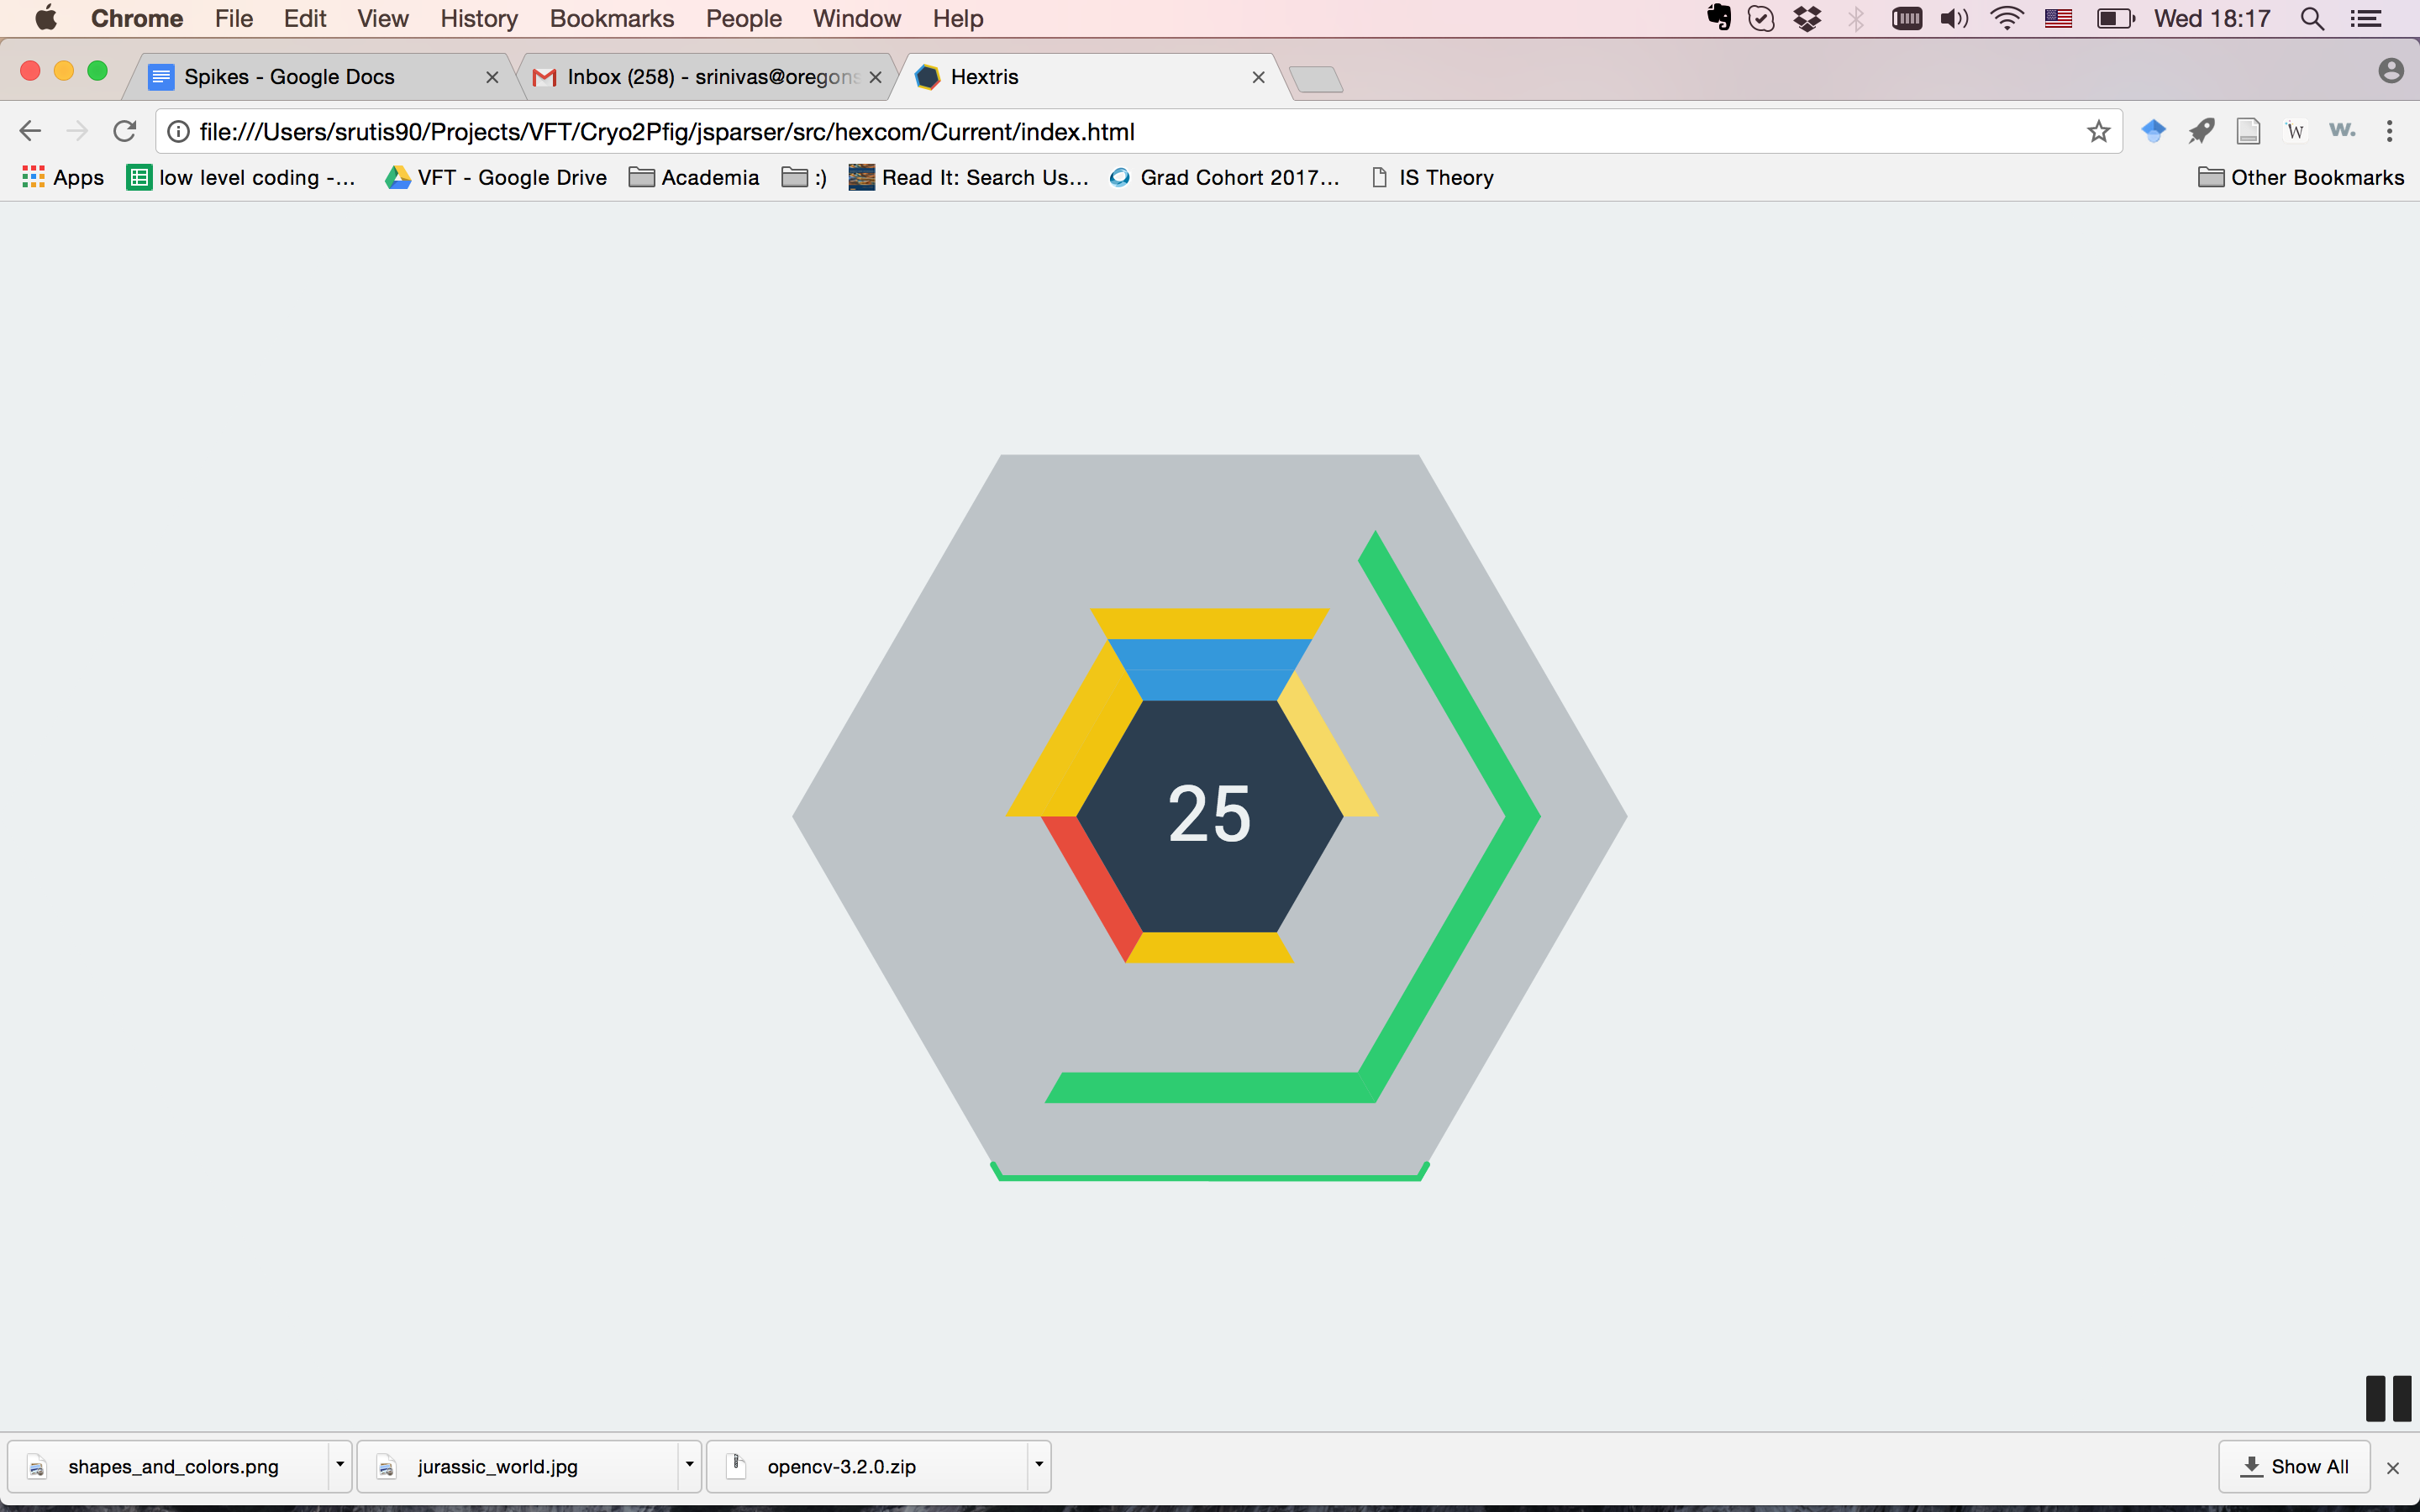 Chrome File Edit View History Bookmarks People Window Help Wed 18:17
Spikes - Google Docs Inbox (258) - srinivas@oregons Hextris
file:///Users/srutis90/Projects/VFT/Cryo2Pfig/jsparser/src/hexcom/Current/index.html W w.
Apps low level coding -... VFT - Google Drive Academia :) Read It: Search Us... Grad Cohort 2017... IS Theory Other Bookmarks
25
shapes_and_colors.png jurassic_world.jpg opencv-3.2.0.zip Show All